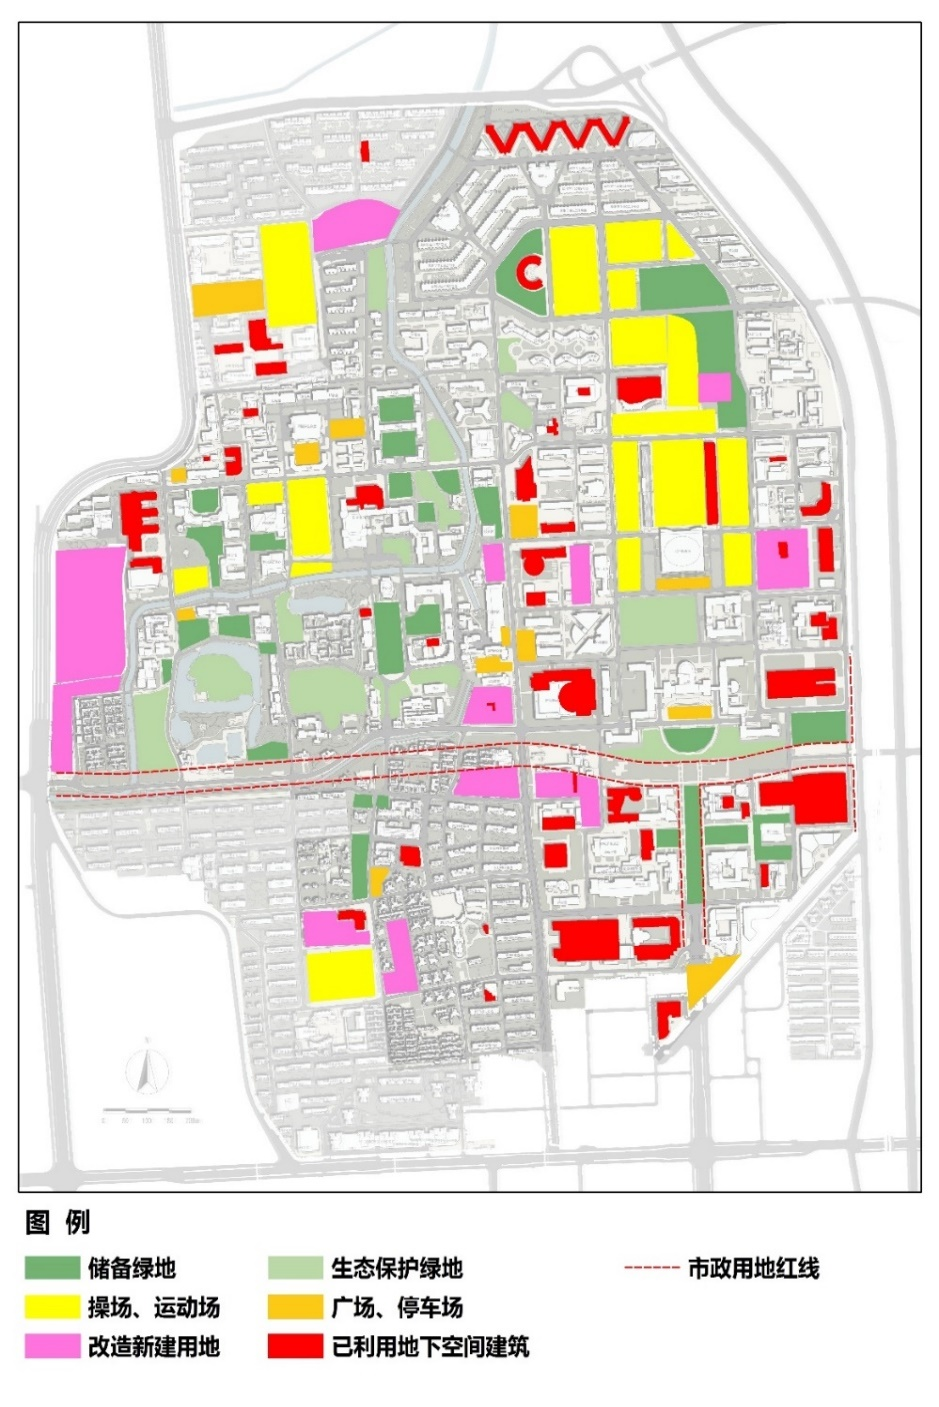 图 例
储备绿地 生态保护绿地 市政用地红线
操场、运动场 广场、停车场
改造新建用地 已利用地下空间建筑